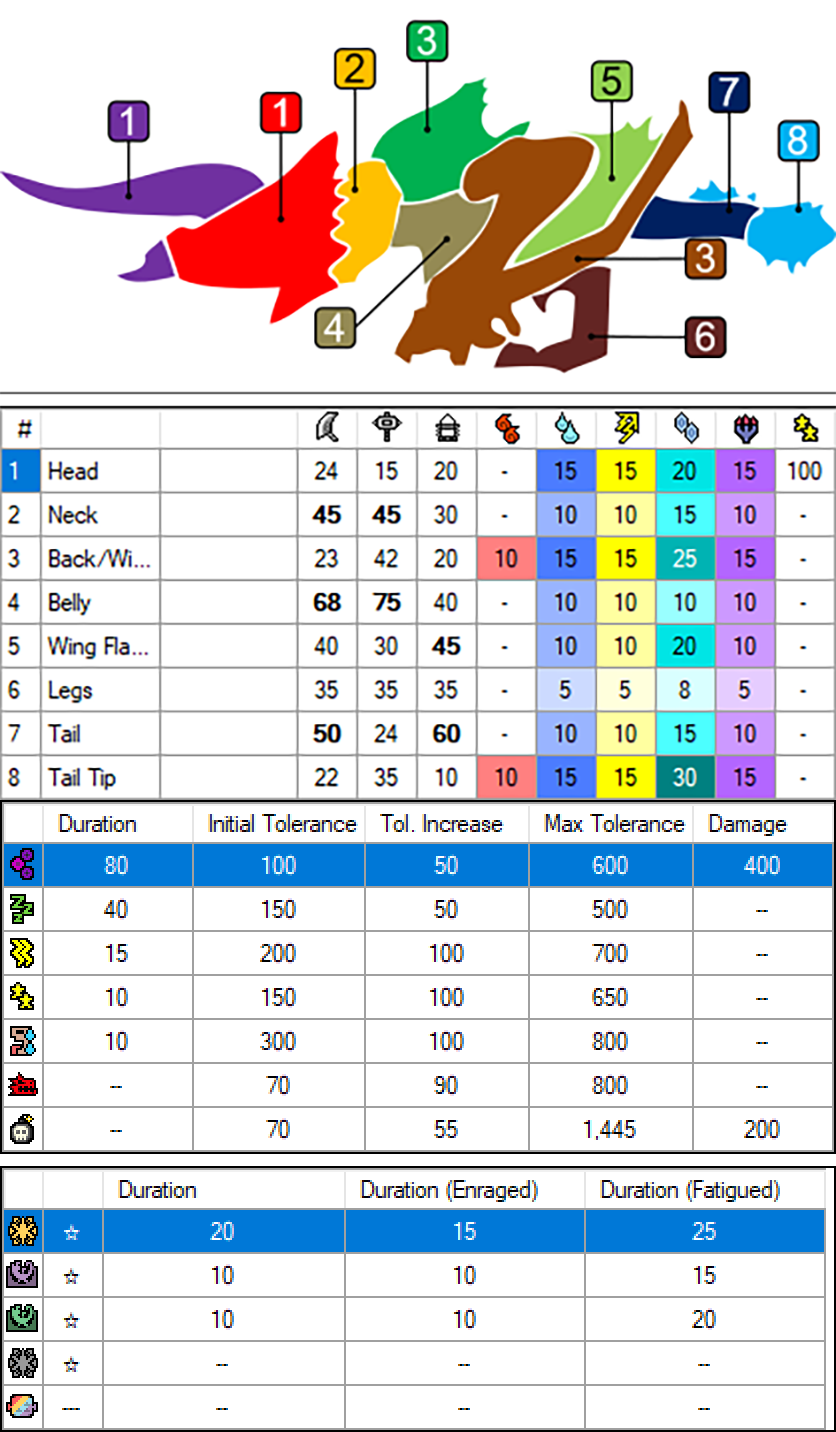 3
2
5
7
1
1
8
3
4
6
#
1 Head 24 15 20 - 15 15 20 15 100
2 Neck 45 45 30 - 10 10 15 10 -
3 Back/Wi... 23 42 20 10 15 15 25 15 -
4 Belly 68 75 40 - 10 10 10 10 -
5 Wing Fla... 40 30 45 - 10 10 20 10 -
6 Legs 35 35 35 - 5 5 8 5 -
7 Tail 50 24 60 - 10 10 15 10 -
8 Tail Tip 22 35 10 10 15 15 30 15 -
Duration Initial Tolerance Tol. Increase Max Tolerance Damage
80 100 50 600 400
40 150 50 500 --
15 200 100 700 --
10 150 100 650 --
10 300 100 800 --
-- 70 90 800 --
-- 70 55 1,445 200
Duration Duration (Enraged) Duration (Fatigued)
☆ 20 15 25
☆ 10 10 15
☆ 10 10 20
☆ -- -- --
--- -- -- --